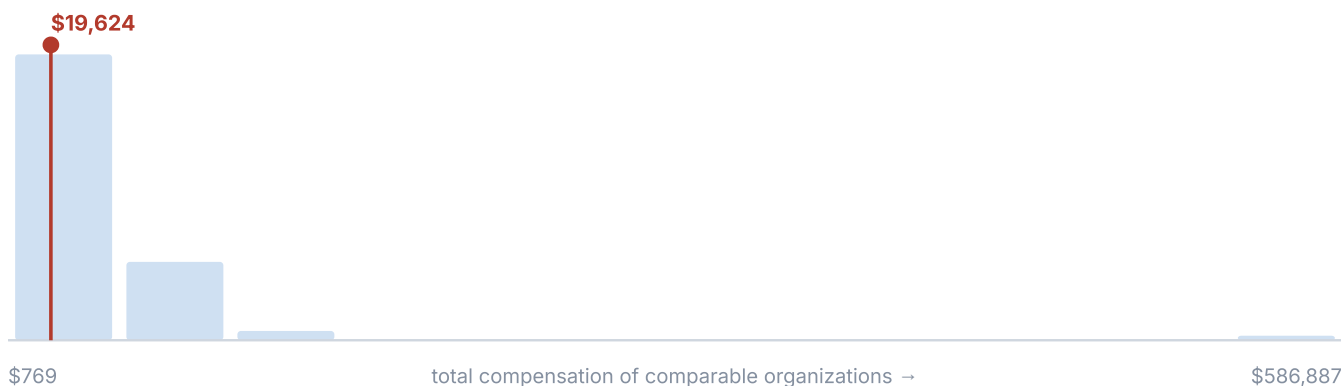 $19,624
$769 total compensation of comparable organizations → $586,887